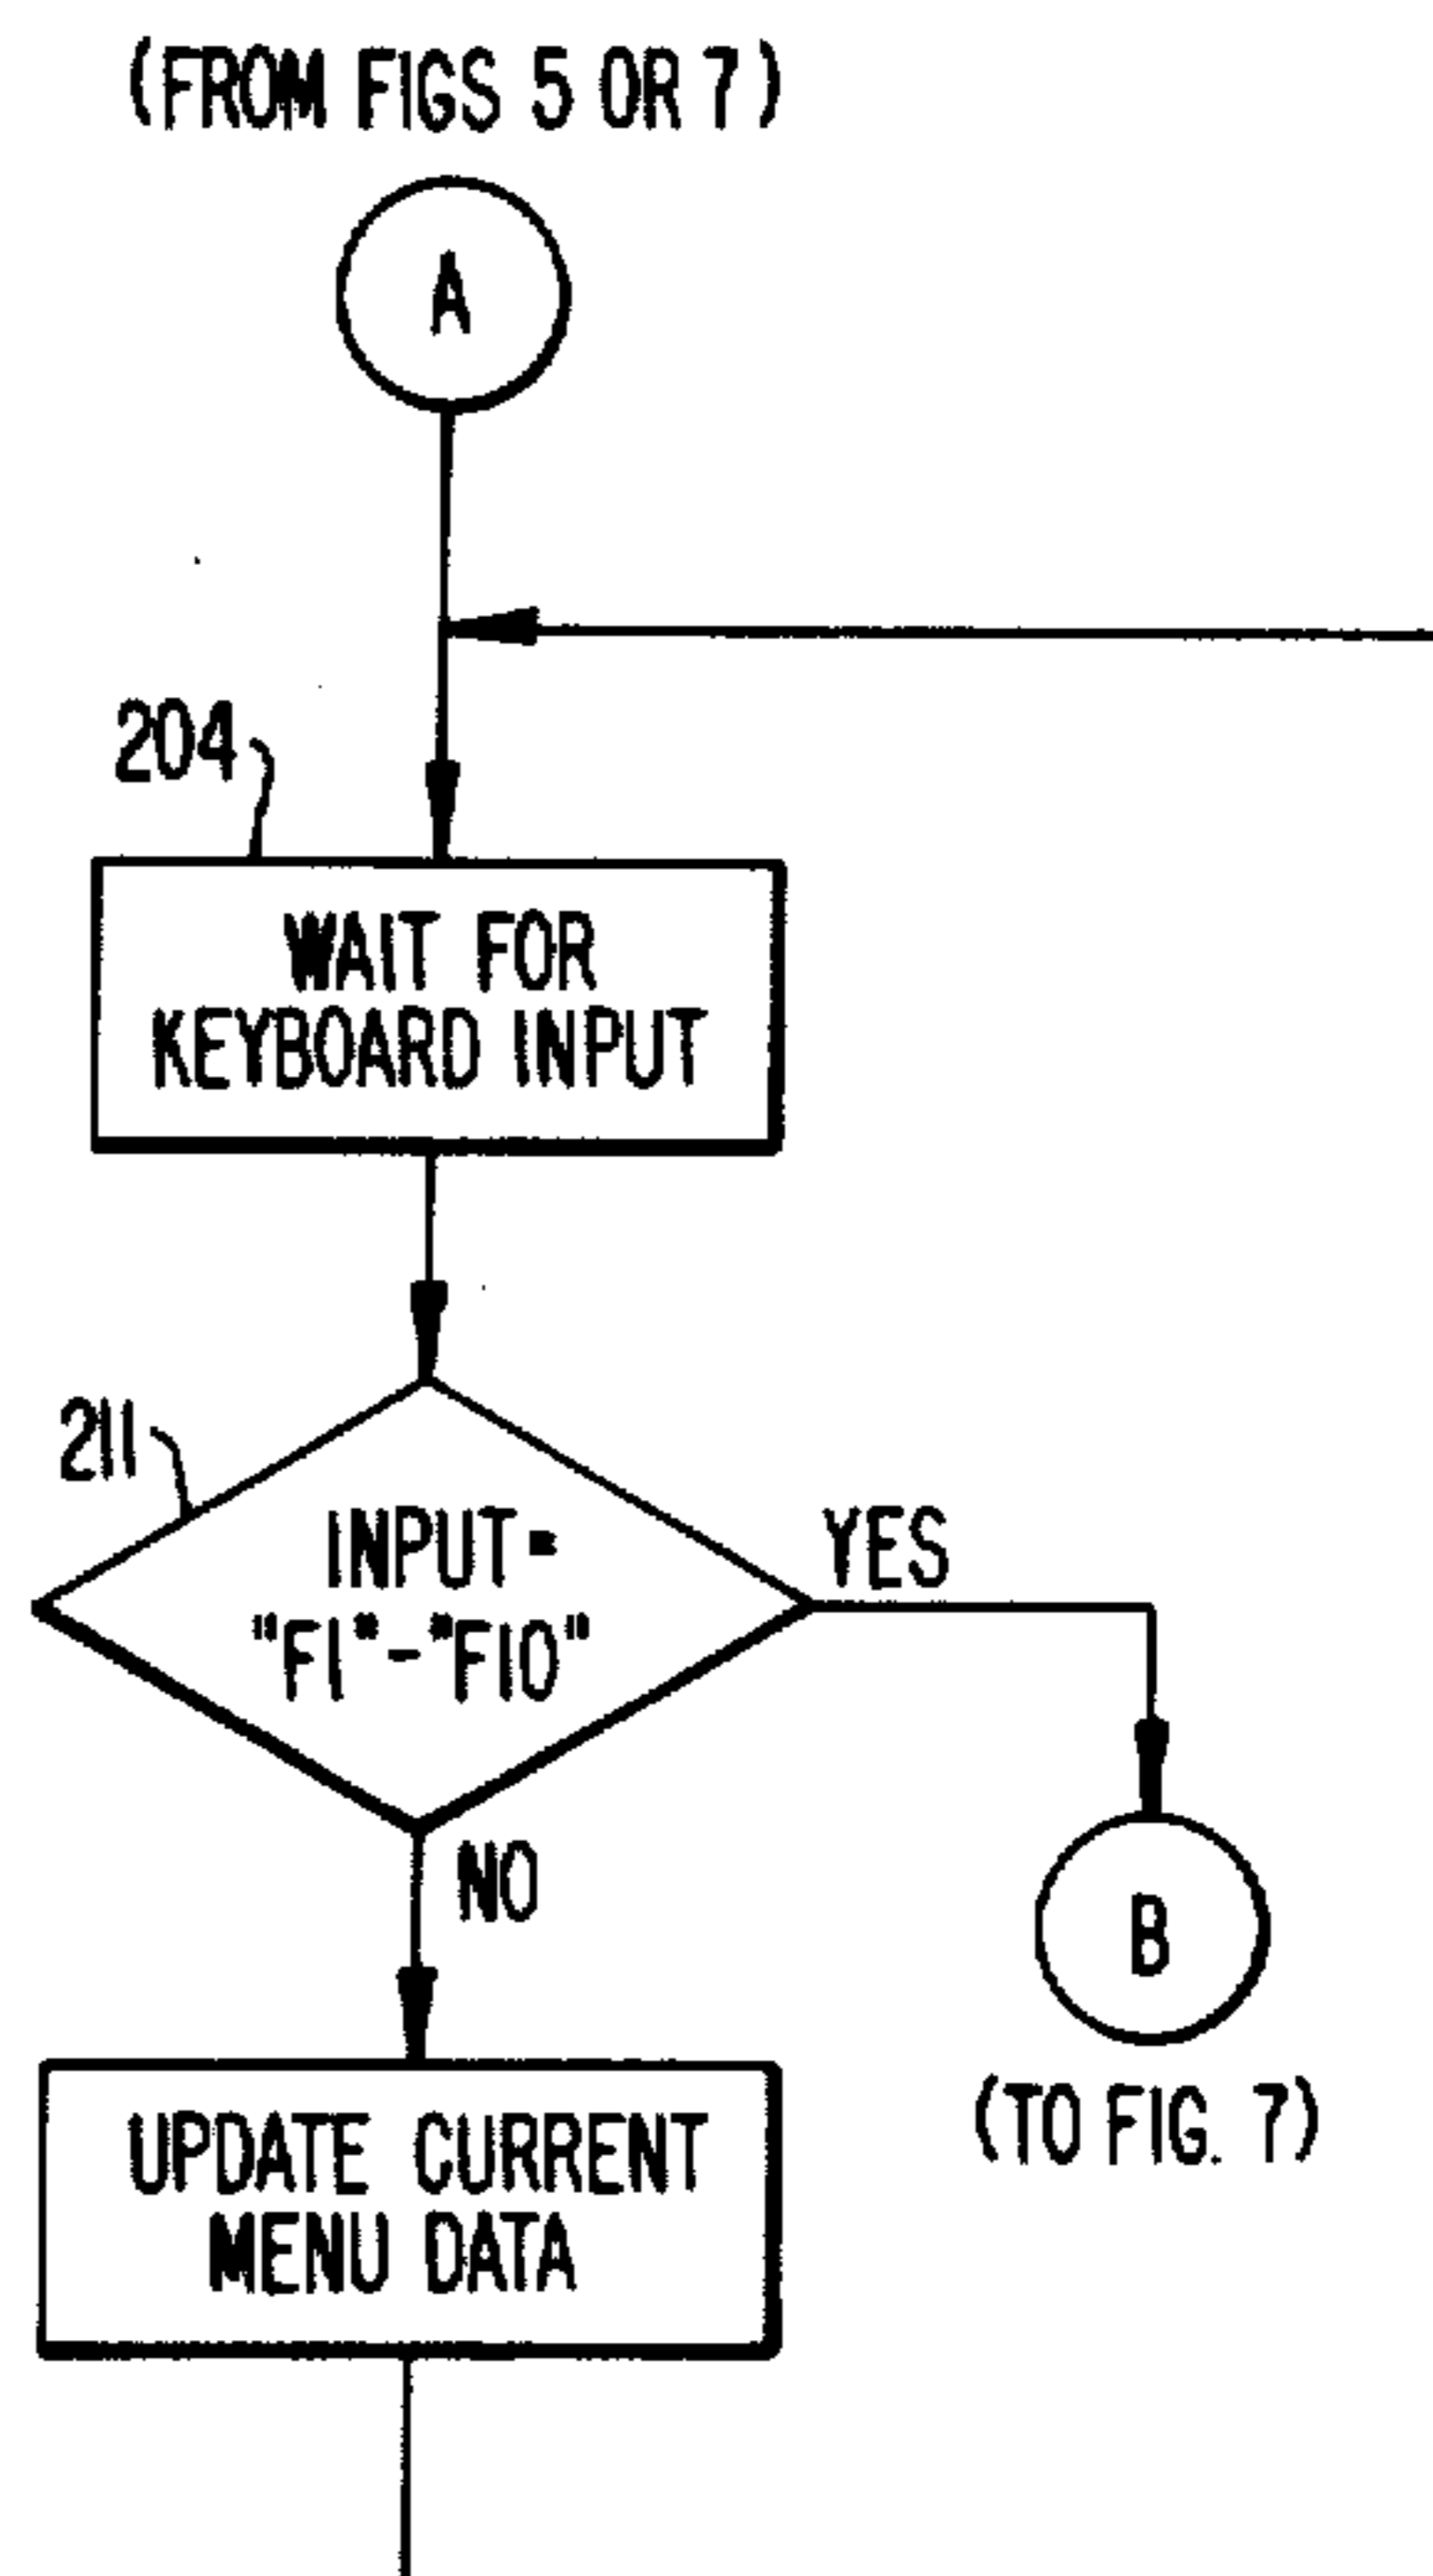 (FROM FIGS 5 OR 7)
A
204
WAIT FOR
KEYBOARD INPUT
211
INPUT=
"F1"-"F10"
YES
NO
B
(TO FIG. 7)
UPDATE CURRENT
MENU DATA